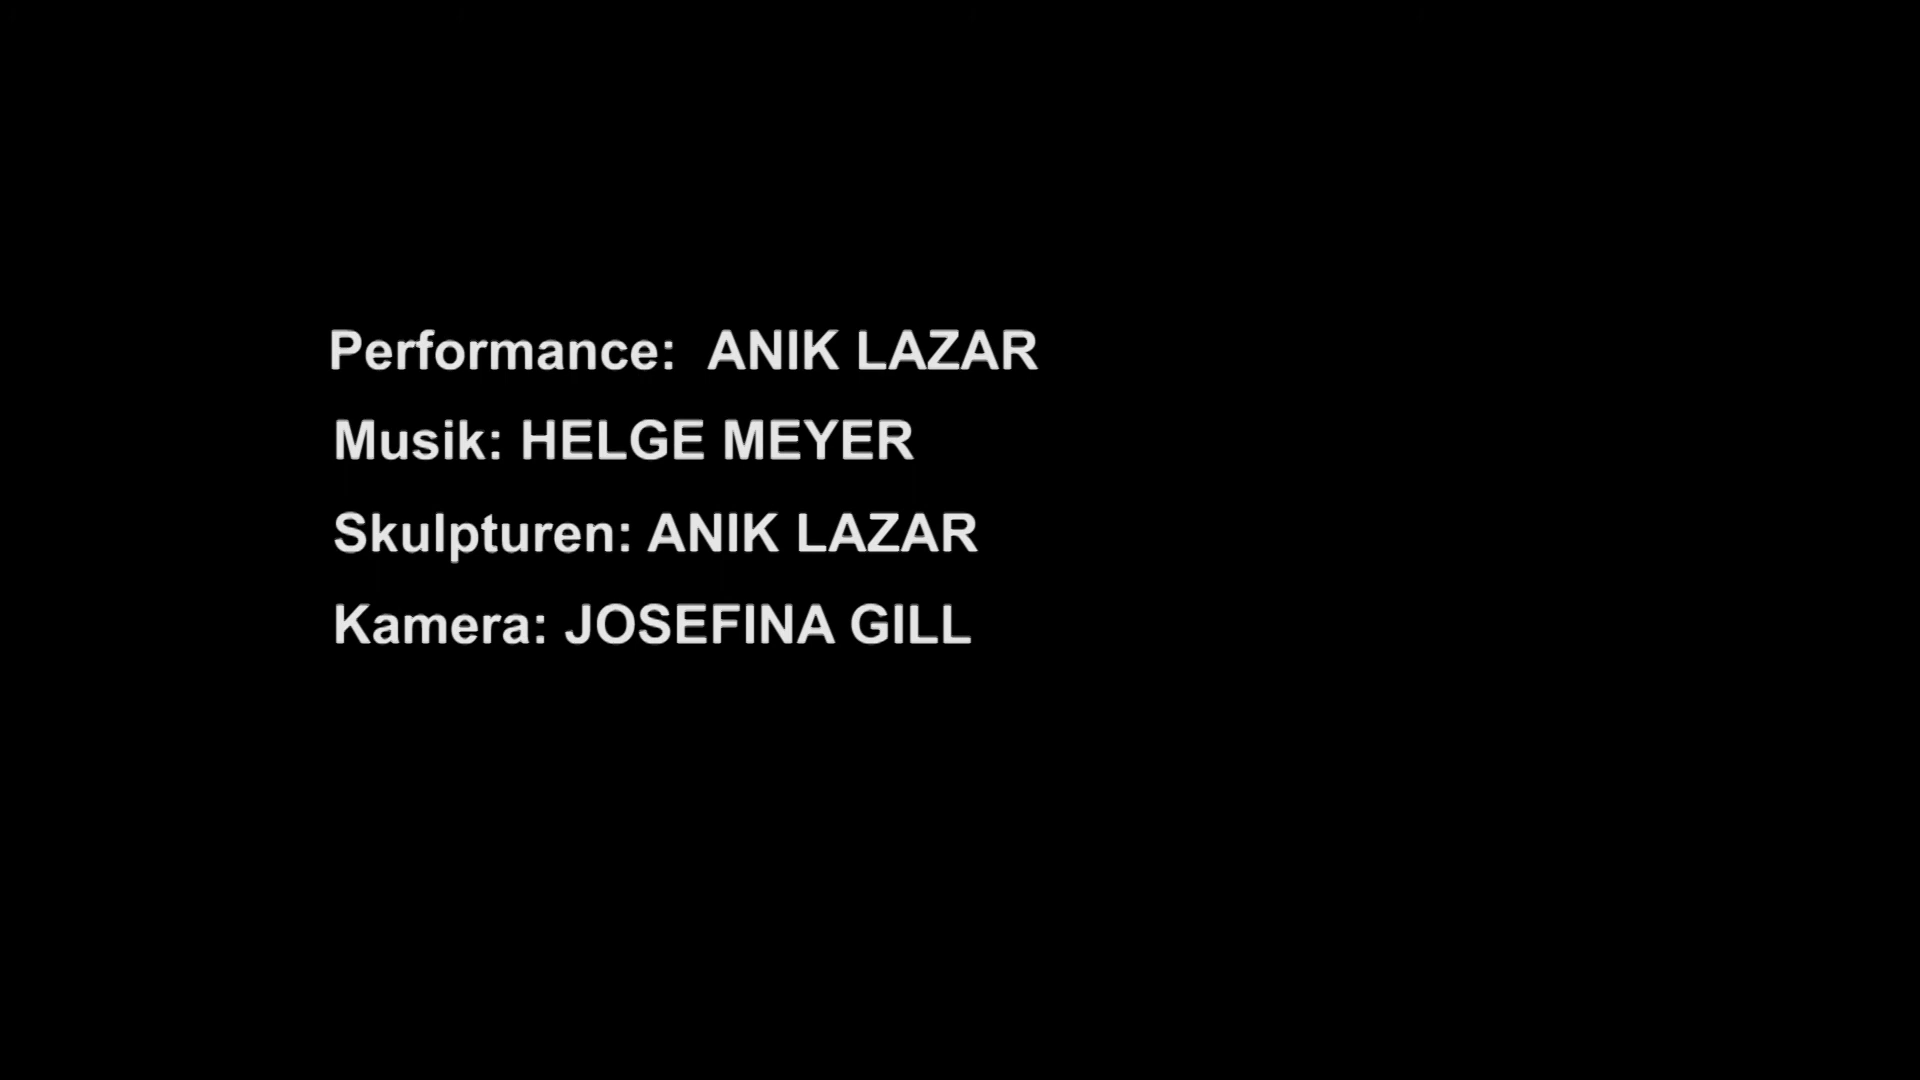 Performance:  ANIK LAZAR
Musik: HELGE MEYER
Skulpturen: ANIK LAZAR
Kamera: JOSEFINA GILL